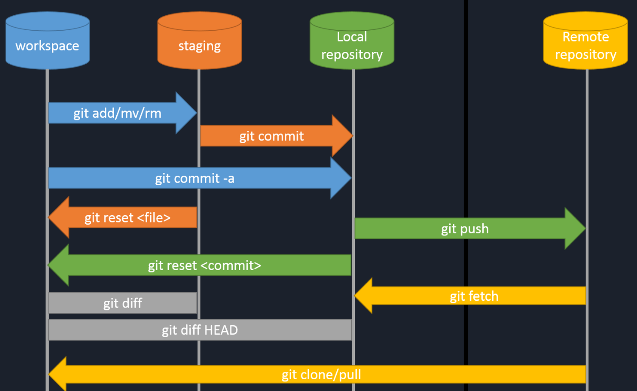 workspace
staging
Local
repository
Remote
repository
git add/mv/rm
git commit
git commit -a
git reset <file>
git push
git reset <commit>
git fetch
git diff
git diff HEAD
git clone/pull